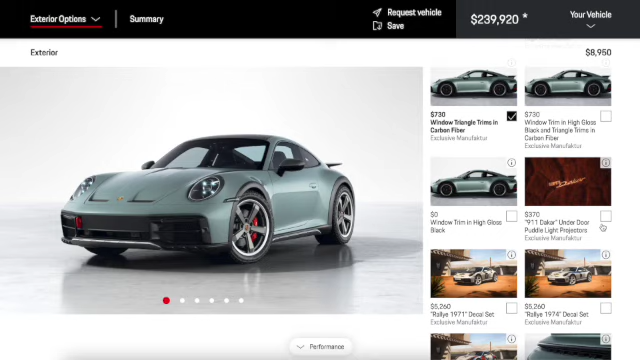 Exterior Options
Summary
Request vehicle
Save
$239,920 *
Your Vehicle
Exterior
$8,950
$730
Window Triangle Trims in
Carbon Fiber
Exclusive Manufaktur
$730
Window Trim in High Gloss
Black and Triangle Trims in
Carbon Fiber
Exclusive Manufaktur
$0
Window Trim in High Gloss
Black
Dakar
$370
"911 Dakar" Under Door
Puddle Light Projectors
Exclusive Manufaktur
$5,260
"Rallye 1971" Decal Set
Exclusive Manufaktur
$5,260
"Rallye 1974" Decal Set
Exclusive Manufaktur
Performance